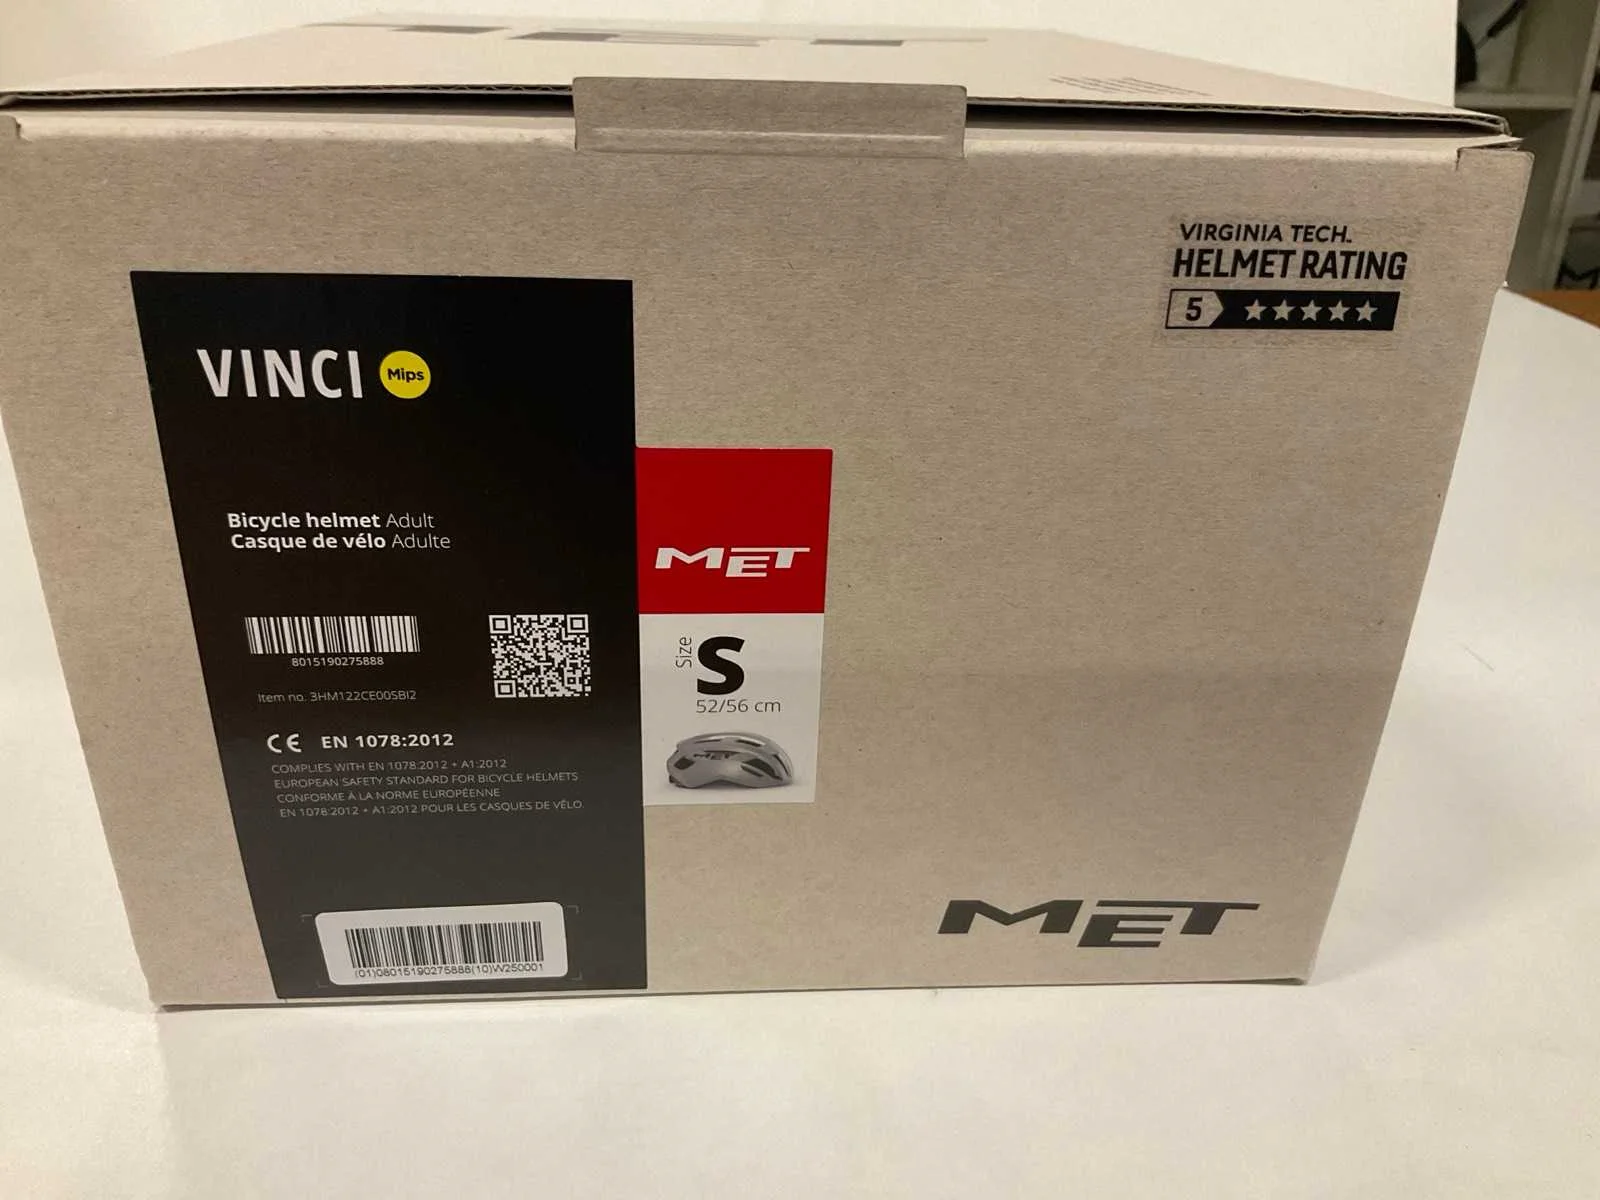 MET
VIRGINIA TECH.
HELMET RATING
5
VINCI Mips
Bicycle helmet Adult
Casque de vélo Adulte
8015190275888
Item no. 3HM122CE00SBI2
CE EN 1078:2012
COMPLIES WITH EN 1078:2012 + A1:2012
EUROPEAN SAFETY STANDARD FOR BICYCLE HELMETS
CONFORME À LA NORME EUROPÉENNE
EN 1078:2012 + A1:2012 POUR LES CASQUES DE VÉLO.
(01)08015190275888(10)W250001
MET
Size S
52/56 cm
MET
MET